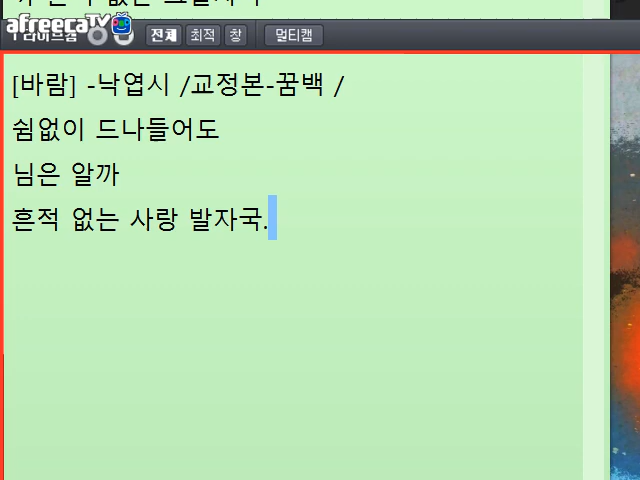 afreecaTV
전체 최적 창 멀티캠
[바람] -낙엽시 /교정본-꿈백 /
쉼없이 드나들어도
님은 알까
흔적 없는 사랑 발자국.